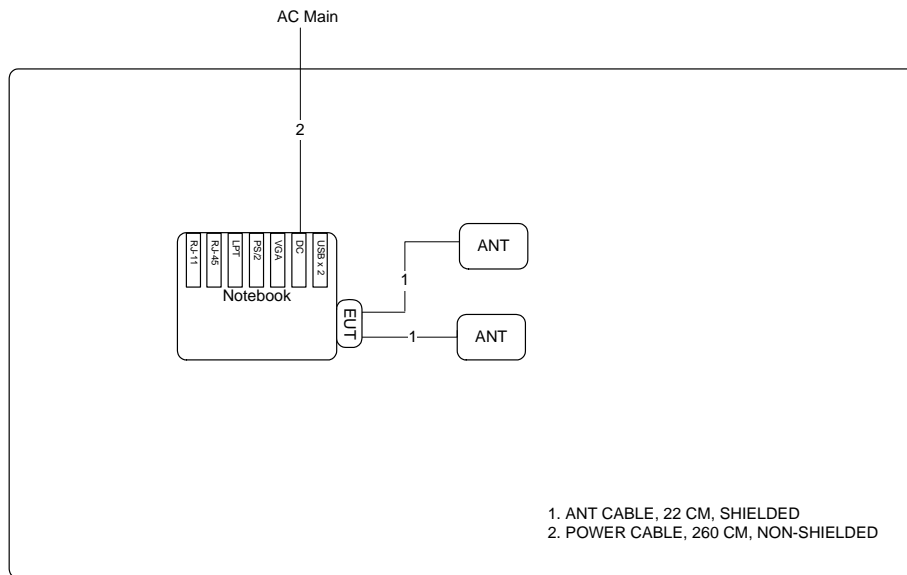 AC Main
2
RJ-11
RJ-45
LPT
PS/2
VGA
DC
USB x 2
Notebook
EUT
ANT
1
ANT
1
1. ANT CABLE, 22 CM, SHIELDED
2. POWER CABLE, 260 CM, NON-SHIELDED